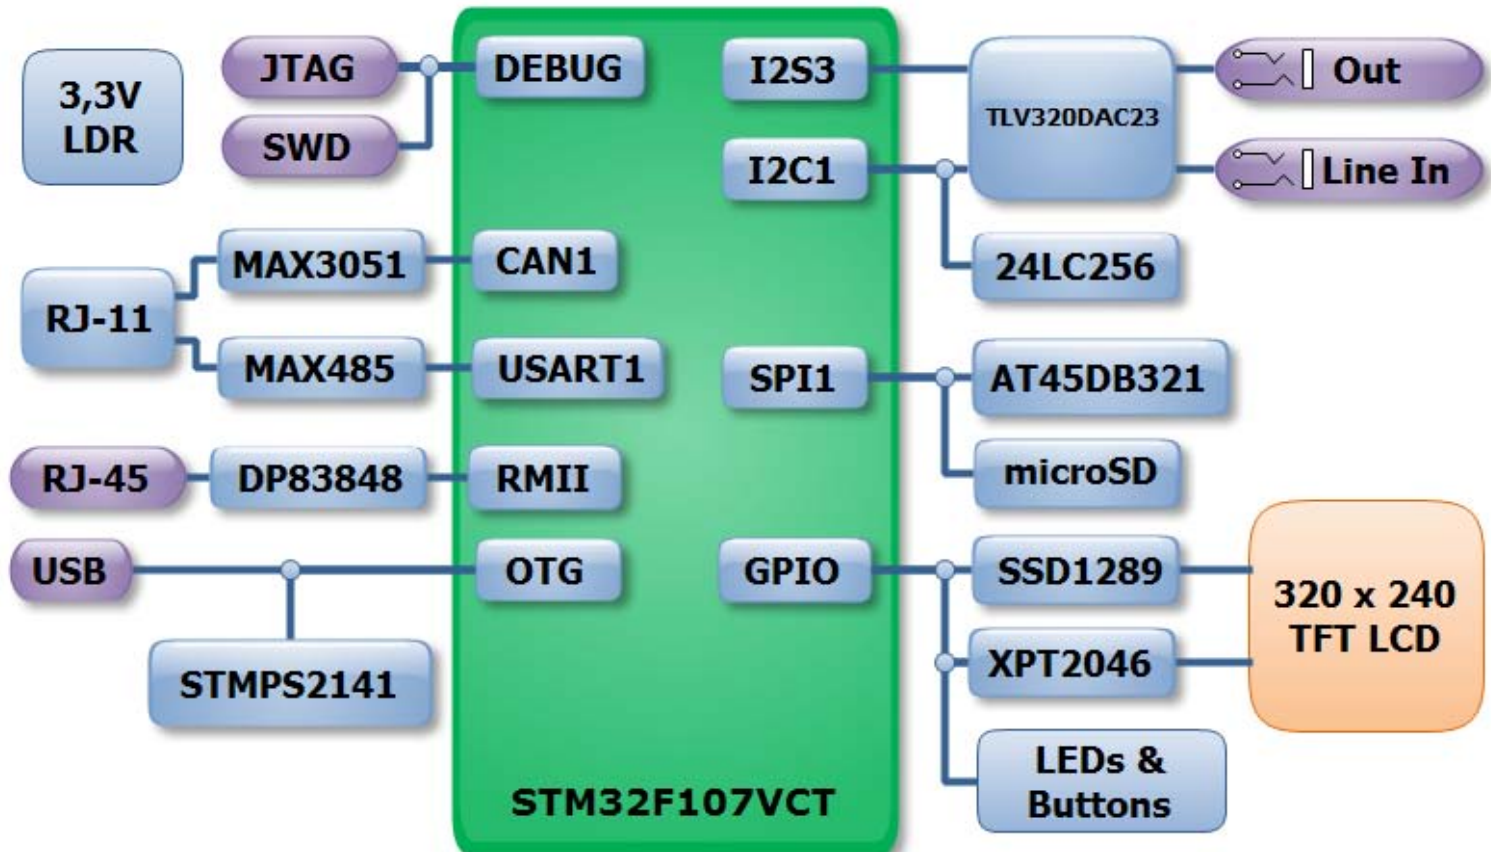 3,3V
LDR
JTAG
SWD
DEBUG
RJ-11
MAX3051
CAN1
MAX485
USART1
RJ-45
DP83848
RMII
USB
OTG
STMPS2141
STM32F107VCT
I2S3
TLV320DAC23
Out
I2C1
Line In
24LC256
SPI1
AT45DB321
microSD
GPIO
SSD1289
320 x 240
TFT LCD
XPT2046
LEDs &
Buttons